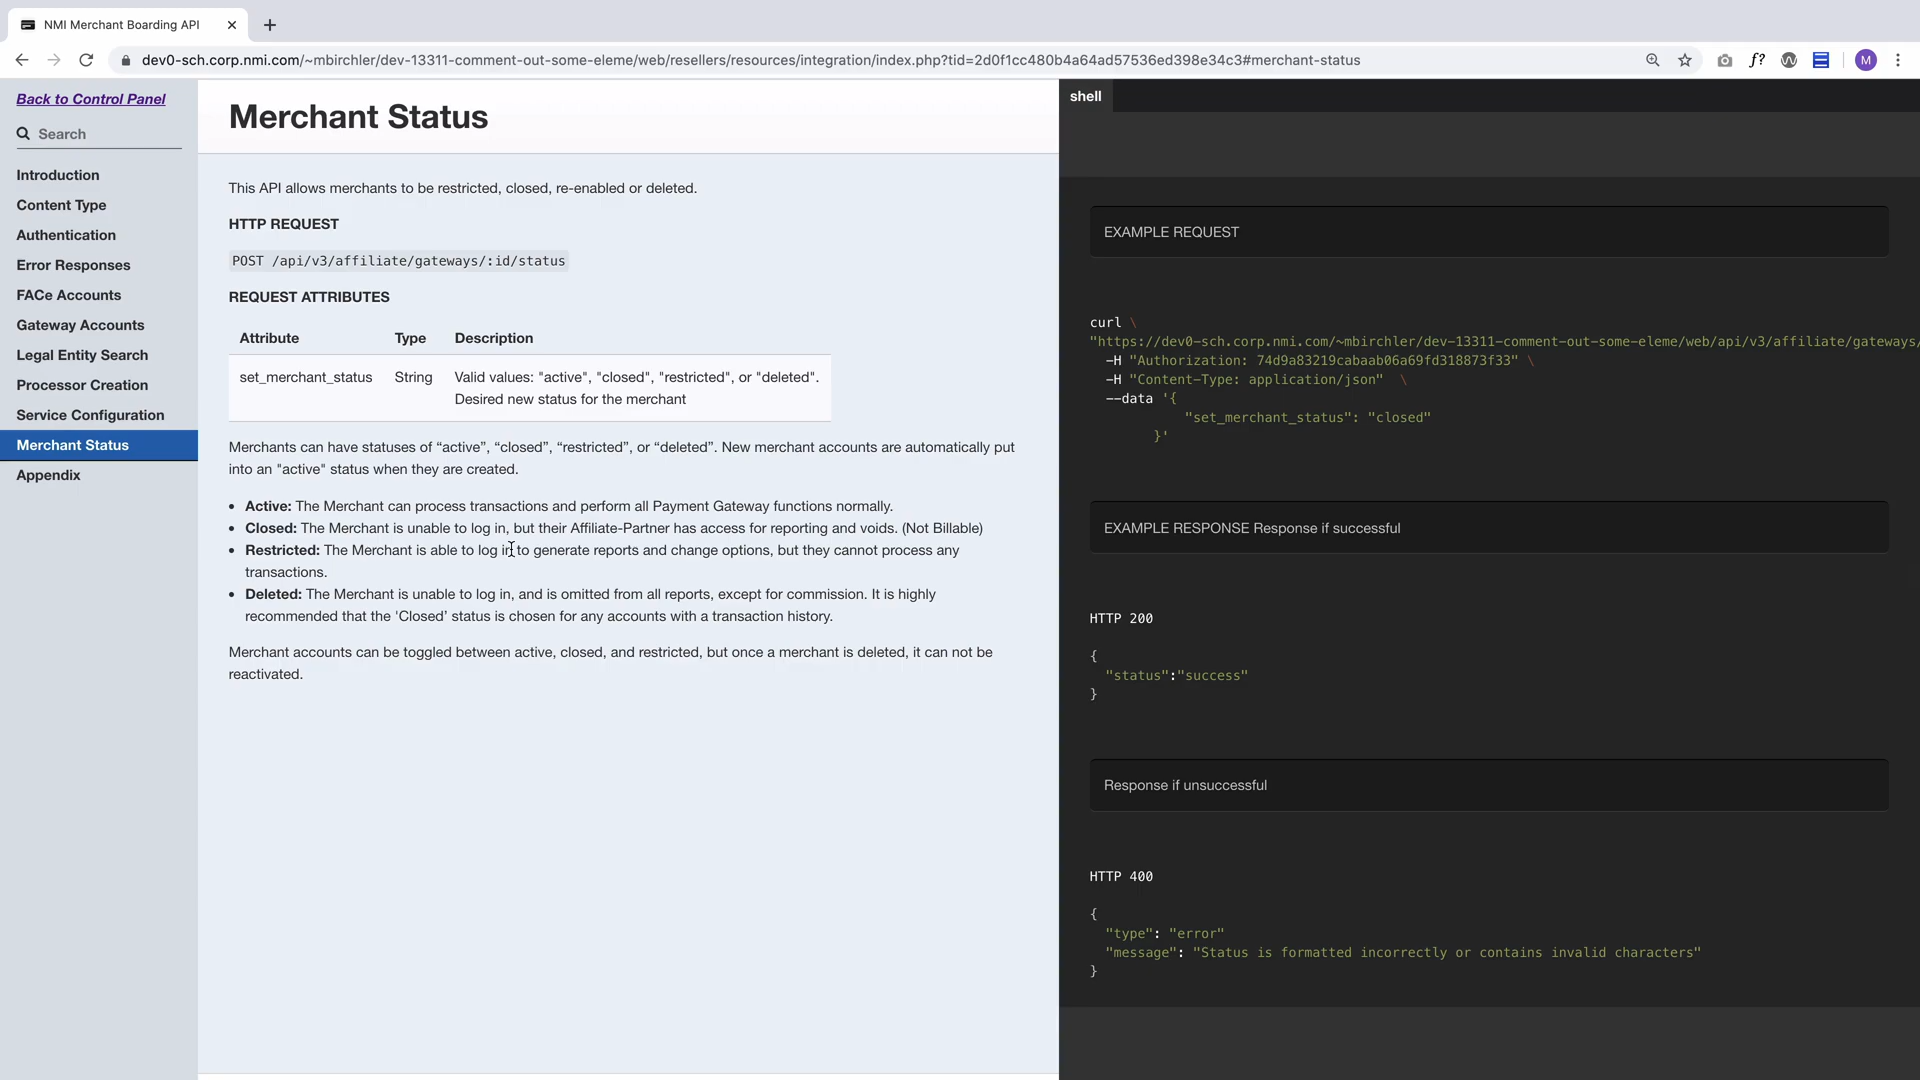 NMI Merchant Boarding API
dev0-sch.corp.nmi.com/~mbirchler/dev-13311-comment-out-some-eleme/web/resellers/resources/integration/index.php?tid=2d0f1cc480b4a64ad57536ed398e34c3#merchant-status
f?
M
Back to Control Panel
Search
Introduction
Content Type
Authentication
Error Responses
FACe Accounts
Gateway Accounts
Legal Entity Search
Processor Creation
Service Configuration
Merchant Status
Appendix
Merchant Status
This API allows merchants to be restricted, closed, re-enabled or deleted.
HTTP REQUEST
POST /api/v3/affiliate/gateways/:id/status
REQUEST ATTRIBUTES
Attribute Type Description
set_merchant_status String Valid values: "active", "closed", "restricted", or "deleted".
Desired new status for the merchant
Merchants can have statuses of “active”, “closed”, “restricted”, or “deleted”. New merchant accounts are automatically put
into an "active" status when they are created.
• Active: The Merchant can process transactions and perform all Payment Gateway functions normally.
• Closed: The Merchant is unable to log in, but their Affiliate-Partner has access for reporting and voids. (Not Billable)
• Restricted: The Merchant is able to log in to generate reports and change options, but they cannot process any
transactions.
• Deleted: The Merchant is unable to log in, and is omitted from all reports, except for commission. It is highly
recommended that the 'Closed’ status is chosen for any accounts with a transaction history.
Merchant accounts can be toggled between active, closed, and restricted, but once a merchant is deleted, it can not be
reactivated.
shell
EXAMPLE REQUEST
curl \
"https://dev0-sch.corp.nmi.com/~mbirchler/dev-13311-comment-out-some-eleme/web/api/v3/affiliate/gateways/
-H "Authorization: 74d9a83219cabaab06a69fd318873f33" \
-H "Content-Type: application/json" \
--data '{
"set_merchant_status": "closed"
}'
EXAMPLE RESPONSE Response if successful
HTTP 200
{
"status":"success"
}
Response if unsuccessful
HTTP 400
{
"type": "error"
"message": "Status is formatted incorrectly or contains invalid characters"
}